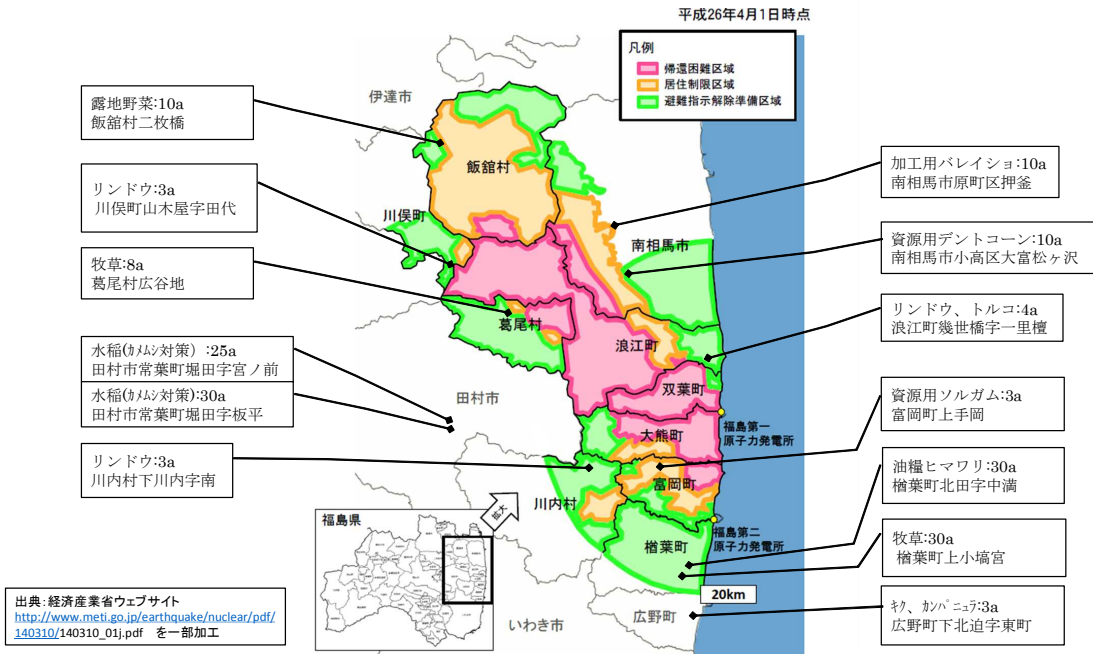 平成26年4月1日時点
凡例
帰還困難区域
居住制限区域
避難指示解除準備区域
露地野菜:10a
飯舘村二枚橋
リンドウ:3a
川俣町山木屋字田代
牧草:8a
葛尾村広谷地
水稲(ｶﾒﾑｼ対策）:25a
田村市常葉町堀田字宮ノ前
水稲(ｶﾒﾑｼ対策):30a
田村市常葉町堀田字板平
リンドウ:3a
川内村下川内字南
伊達市
飯舘村
川俣町
南相馬市
葛尾村
浪江町
双葉町
田村市
大熊町
福島第一
原子力発電所
富岡町
川内村
福島第二
原子力発電所
楢葉町
20km
広野町
いわき市
福島県
拡大
加工用バレイショ:10a
南相馬市原町区押釜
資源用デントコーン:10a
南相馬市小高区大富松ヶ沢
リンドウ、トルコ:4a
浪江町幾世橋字一里壇
資源用ソルガム:3a
富岡町上手岡
油糧ヒマワリ:30a
楢葉町北田字中満
牧草:30a
楢葉町上小塙宮
ｷｸ、ｶﾝﾊﾟﾆｭﾗ:3a
広野町下北迫字東町
出典：経済産業省ウェブサイト
http://www.meti.go.jp/earthquake/nuclear/pdf/
140310/140310_01j.pdf　を一部加工